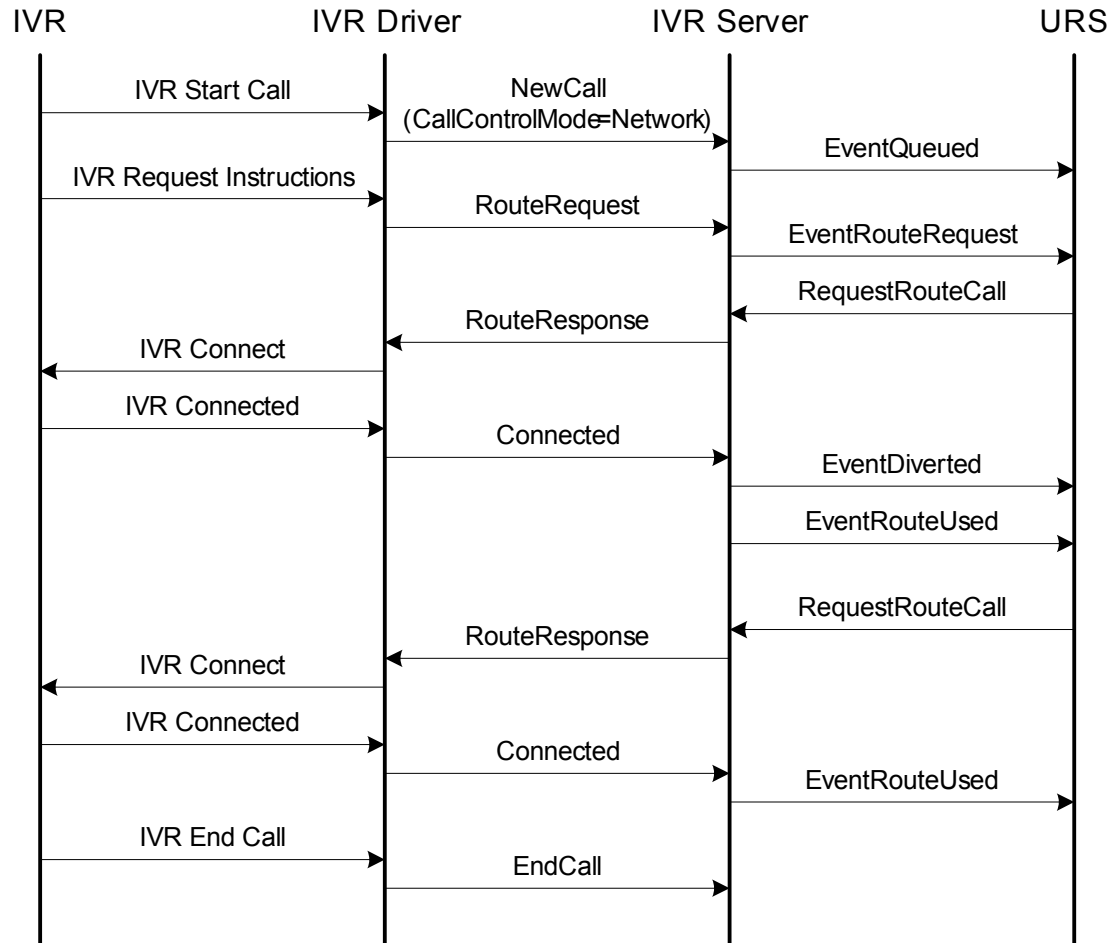 IVR IVR Driver IVR Server URS
IVR Start Call
NewCall
(CallControlMode=Network)
EventQueued
IVR Request Instructions
RouteRequest
EventRouteRequest
RequestRouteCall
RouteResponse
IVR Connect
IVR Connected
Connected
EventDiverted
EventRouteUsed
RequestRouteCall
RouteResponse
IVR Connect
IVR Connected
Connected
EventRouteUsed
IVR End Call
EndCall